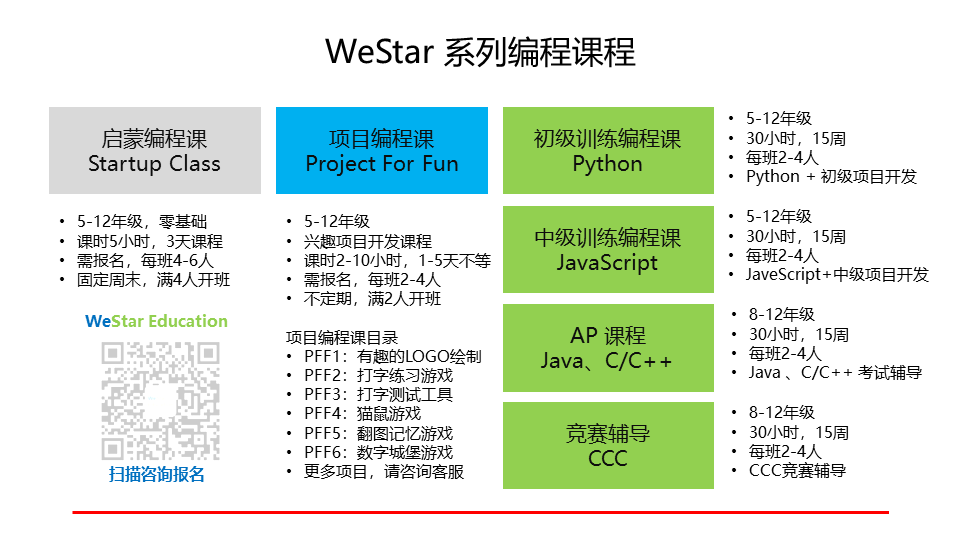 WeStar 系列编程课程
启蒙编程课
Startup Class
• 5-12年级，零基础
• 课时5小时，3天课程
• 需报名，每班4-6人
• 固定周末，满4人开班
WeStar Education
扫描咨询报名
项目编程课
Project For Fun
• 5-12年级
• 兴趣项目开发课程
• 课时2-10小时，1-5天不等
• 需报名，每班2-4人
• 不定期，满2人开班
项目编程课目录
• PFF1：有趣的LOGO绘制
• PFF2：打字练习游戏
• PFF3：打字测试工具
• PFF4：猫鼠游戏
• PFF5：翻图记忆游戏
• PFF6：数字城堡游戏
• 更多项目，请咨询客服
初级训练编程课
Python
• 5-12年级
• 30小时，15周
• 每班2-4人
• Python + 初级项目开发
中级训练编程课
JavaScript
• 5-12年级
• 30小时，15周
• 每班2-4人
• JaveScript+中级项目开发
AP 课程
Java、C/C++
• 8-12年级
• 30小时，15周
• 每班2-4人
• Java 、C/C++ 考试辅导
竞赛辅导
CCC
• 8-12年级
• 30小时，15周
• 每班2-4人
• CCC竞赛辅导